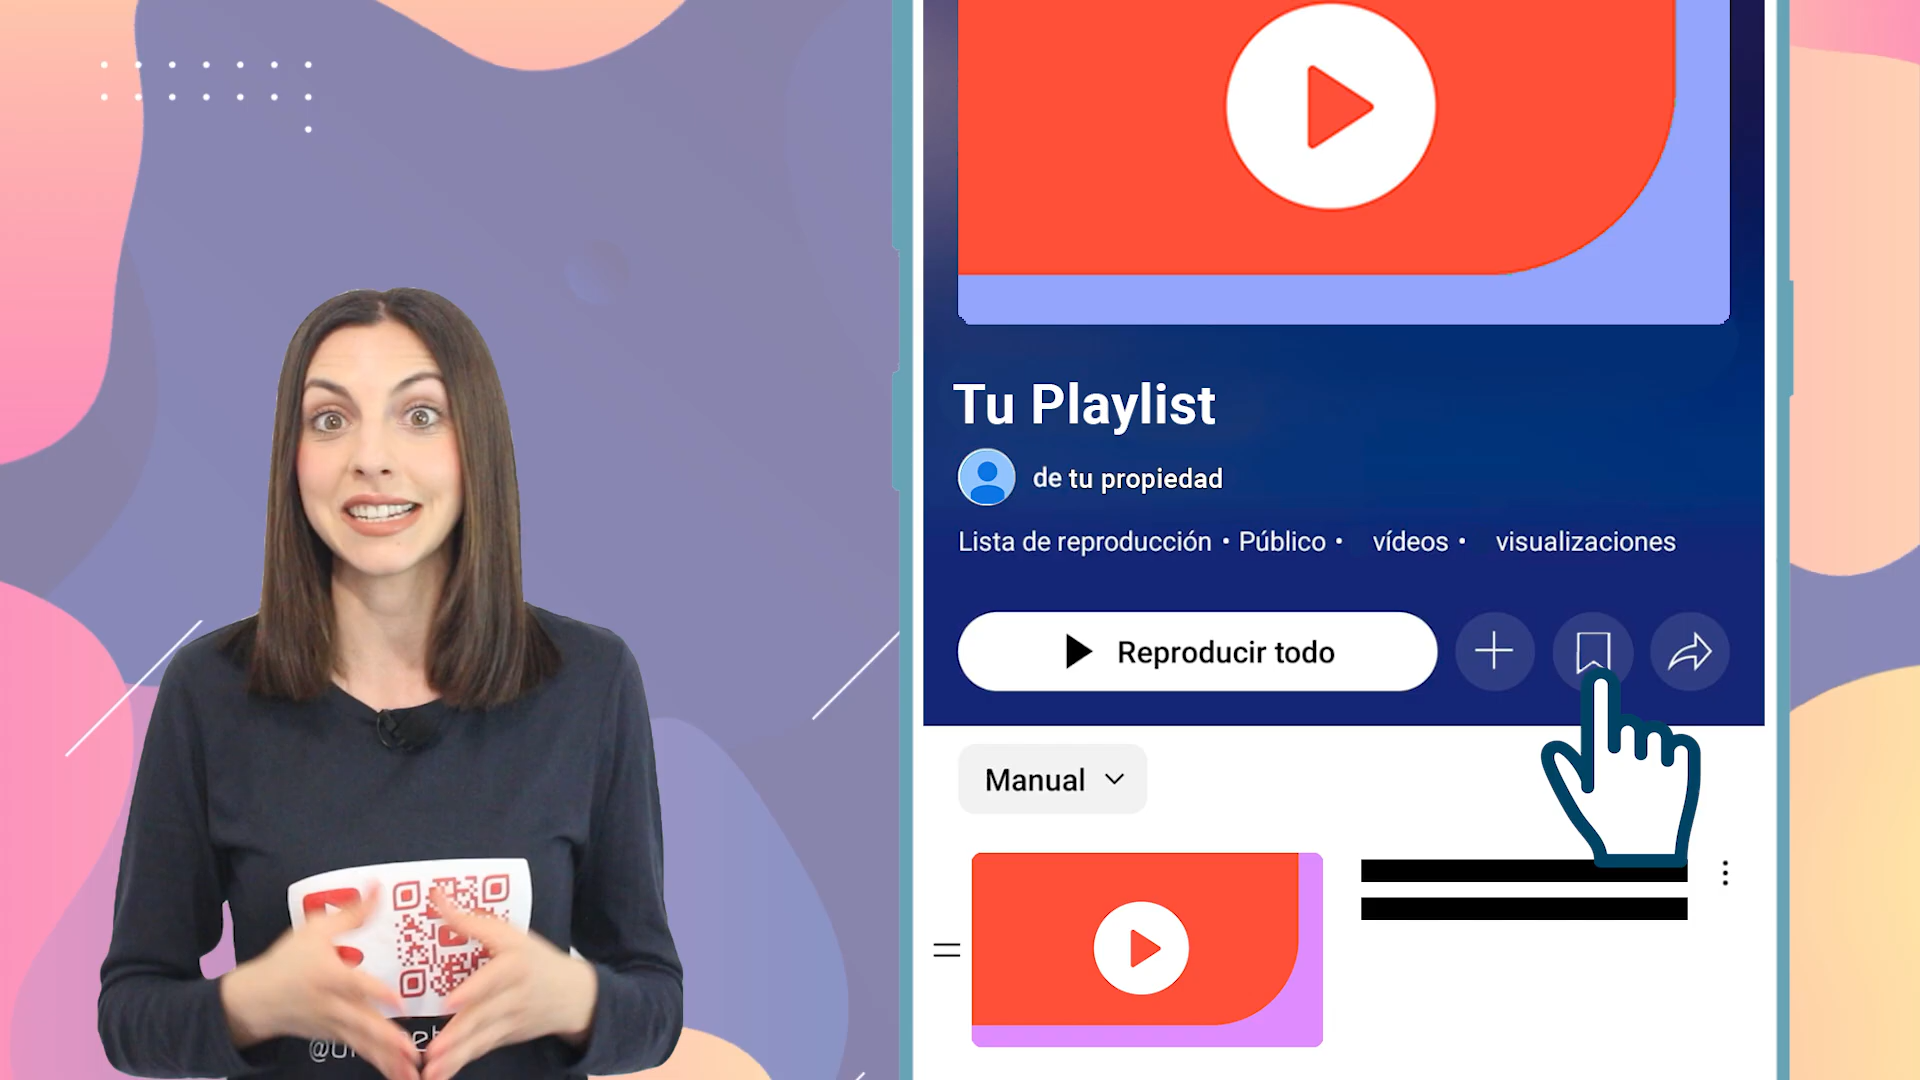 Tu Playlist
de tu propiedad
Lista de reproducción • Público • vídeos • visualizaciones
Reproducir todo
Manual